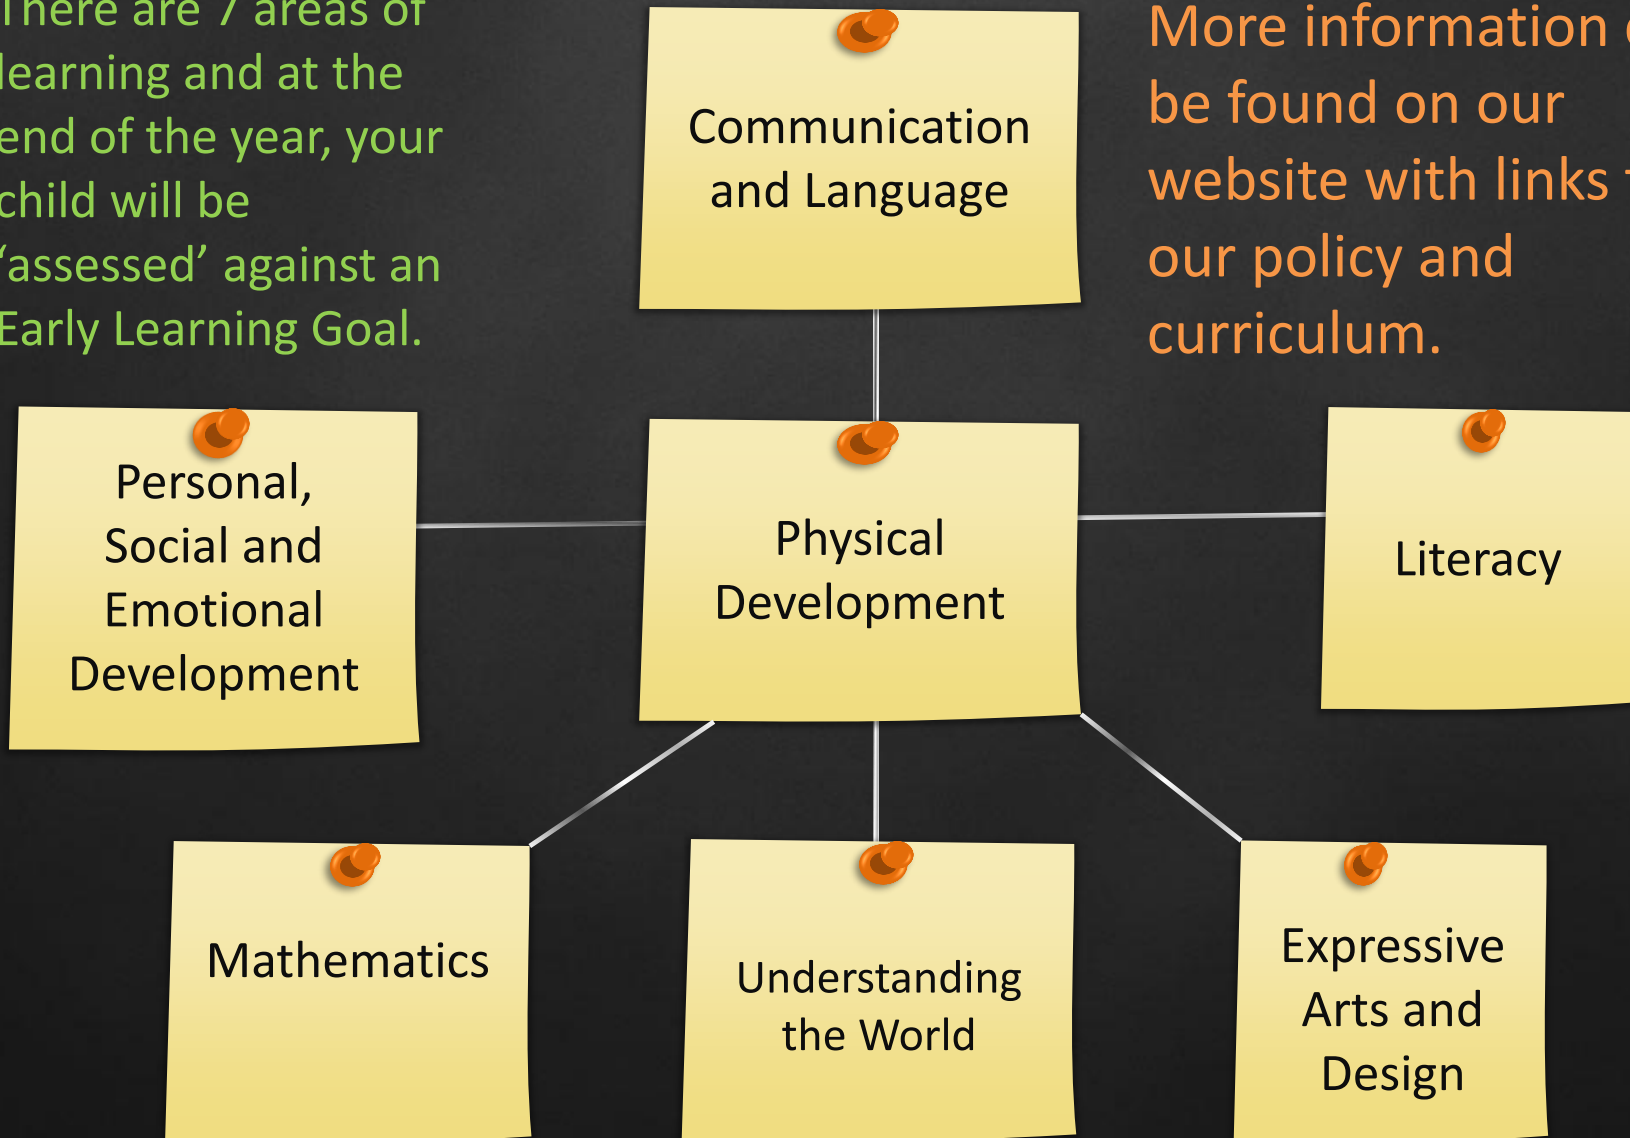 There are 7 areas of
learning and at the
end of the year, your
child will be
‘assessed’ against an
Early Learning Goal.
Communication
and Language
More information
be found on our
website with links
our policy and
curriculum.
Personal,
Social and
Emotional
Development
Physical
Development
Literacy
Mathematics
Understanding
the World
Expressive
Arts and
Design